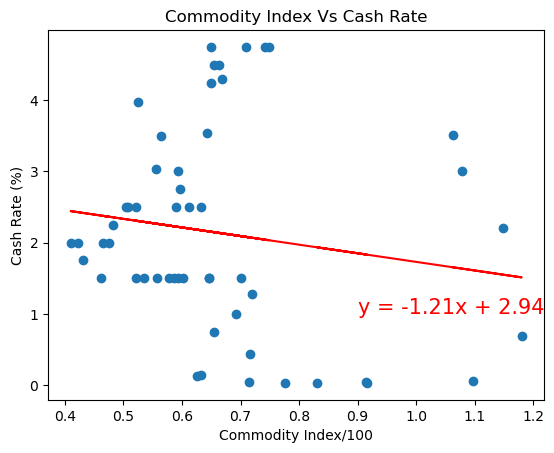 Commodity Index Vs Cash Rate
Cash Rate (%)
4
3
2
1
0
y = -1.21x + 2.94
0.4 0.5 0.6 0.7 0.8 0.9 1.0 1.1 1.2
Commodity Index/100